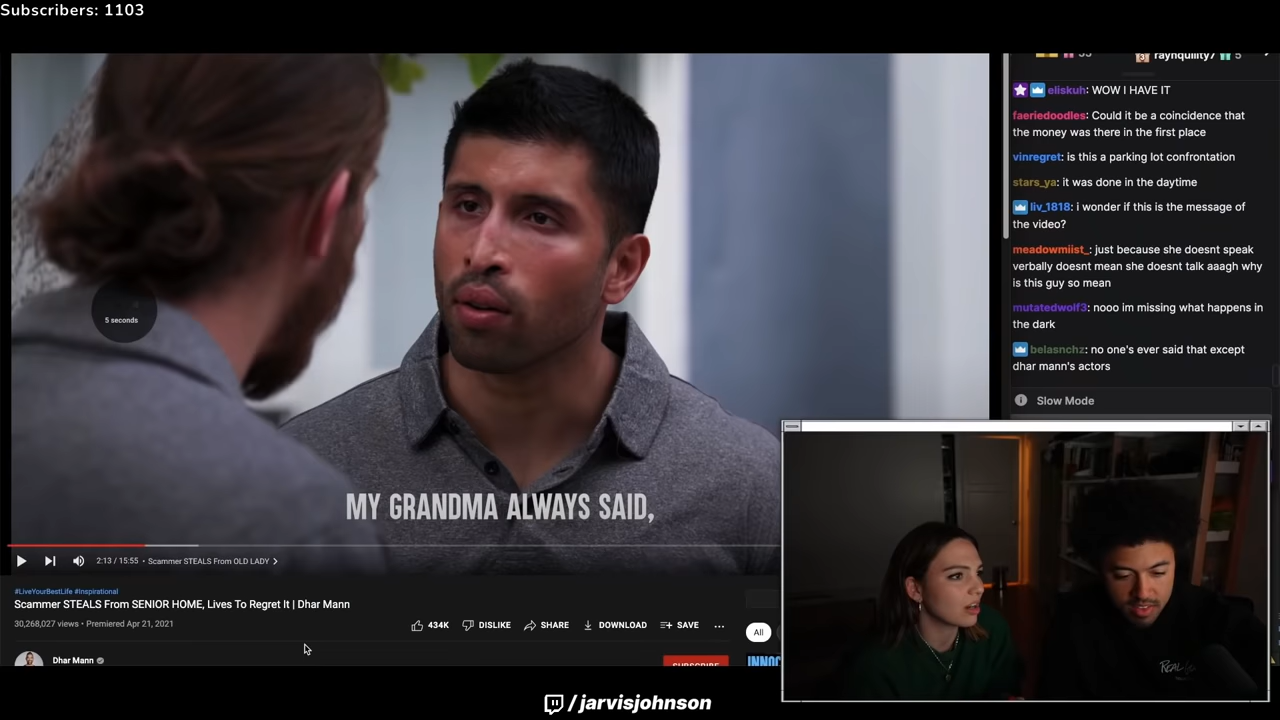 Subscribers: 1103
raynquility7 5
eliskuh: WOW I HAVE IT
faeriedoodles: Could it be a coincidence that
the money was there in the first place
vinregret: is this a parking lot confrontation
stars_ya: it was done in the daytime
liv_1818: i wonder if this is the message of
the video?
meadowmiist_: just because she doesnt speak
verbally doesnt mean she doesnt talk aaagh why
is this guy so mean
mutatedwolf3: nooo im missing what happens in
the dark
belasnchz: no one's ever said that except
dhar mann's actors
Slow Mode
5 seconds
MY GRANDMA ALWAYS SAID,
2:13 / 15:55 • Scammer STEALS From OLD LADY
#LiveYourBestLife #Inspirational
Scammer STEALS From SENIOR HOME, Lives To Regret It | Dhar Mann
30,268,027 views • Premiered Apr 21, 2021
434K DISLIKE SHARE DOWNLOAD SAVE ...
All
Dhar Mann
SUBSCRIBE
/jarvisjohnson